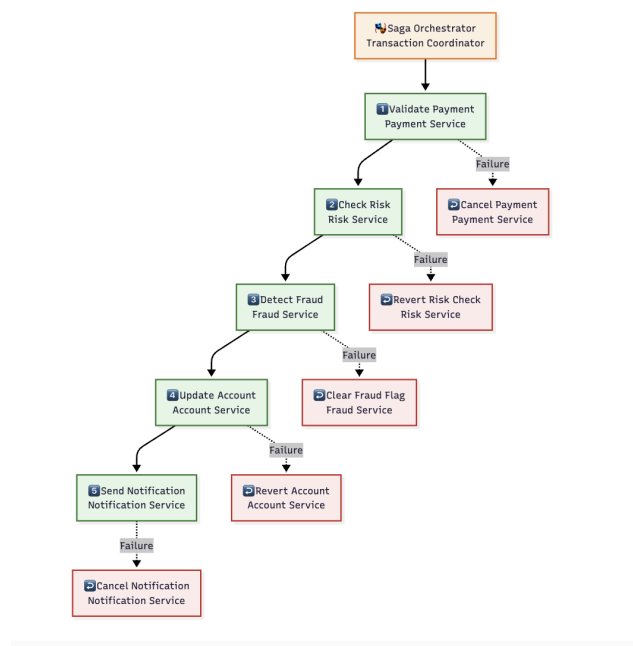 🎭Saga Orchestrator
Transaction Coordinator
1️⃣Validate Payment
Payment Service
Failure
2️⃣Check Risk
Risk Service
↩️Cancel Payment
Payment Service
Failure
3️⃣Detect Fraud
Fraud Service
↩️Revert Risk Check
Risk Service
Failure
4️⃣Update Account
Account Service
↩️Clear Fraud Flag
Fraud Service
Failure
5️⃣Send Notification
Notification Service
↩️Revert Account
Account Service
Failure
↩️Cancel Notification
Notification Service